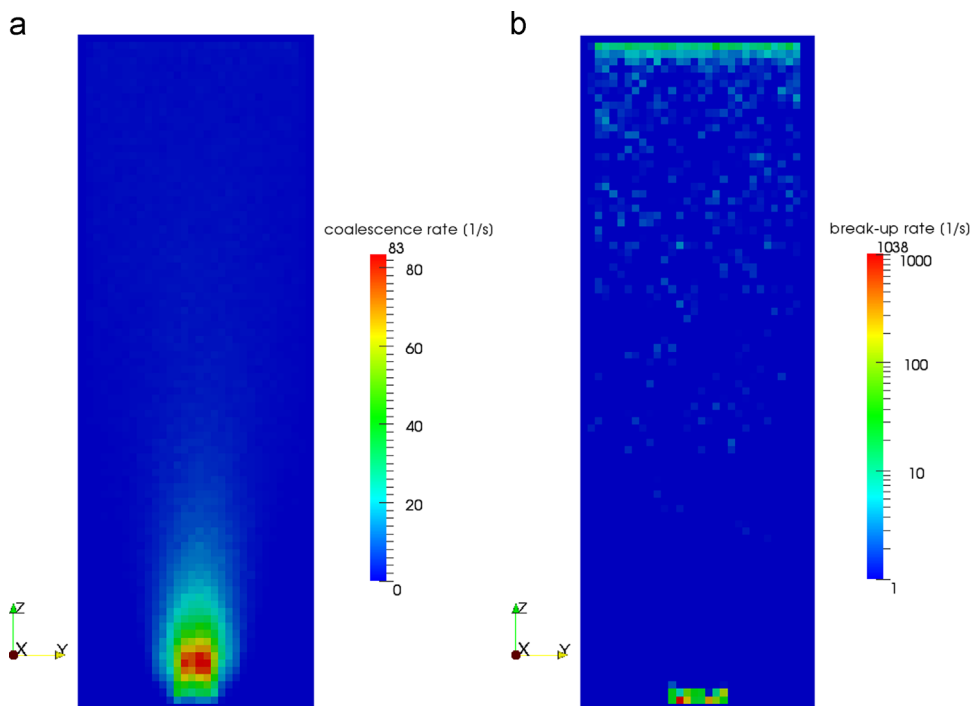 a
b
coalescence rate (1/s)
83
80
60
40
20
0
Z
X
Y
break-up rate (1/s)
1038
1000
100
10
1
Z
X
Y